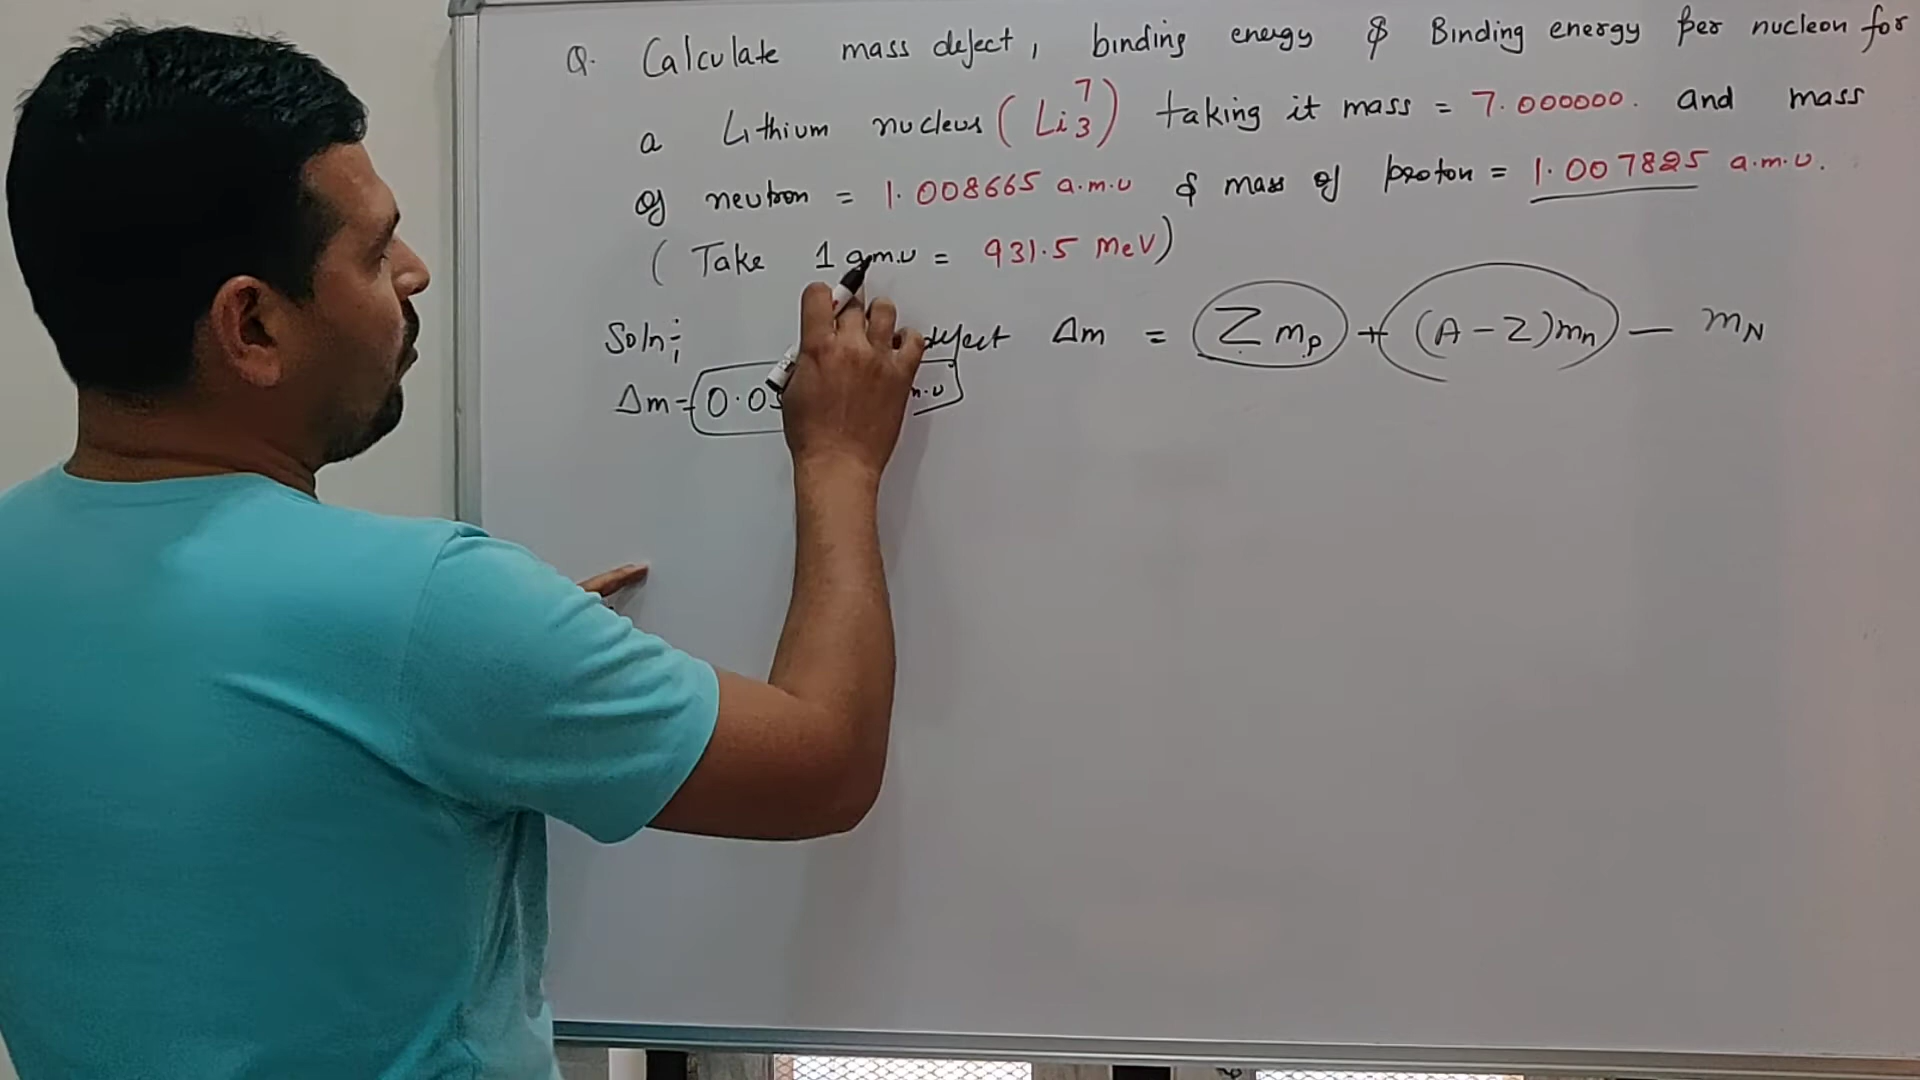 Q. Calculate mass defect, binding energy & Binding energy per nucleon for
a Lithium nucleus (Li 7 3) taking it mass = 7.000000. and mass
of neutron = 1.008665 a.m.u & mass of proton = 1.007825 a.m.u.
(Take 1 a.m.u = 931.5 MeV)
Soln; defect Δm = Z mp + (A-Z)mn - mN
Δm = 0.0